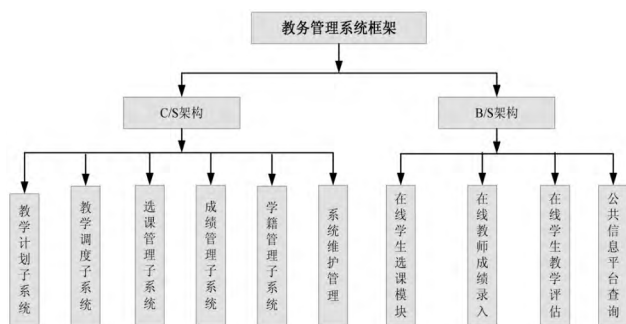 教务管理系统框架
C/S架构
B/S架构
教学计划子系统
教学调度子系统
选课管理子系统
成绩管理子系统
学籍管理子系统
系统维护管理
在线学生选课模块
在线教师成绩录入
在线学生教学评估
公共信息平台查询